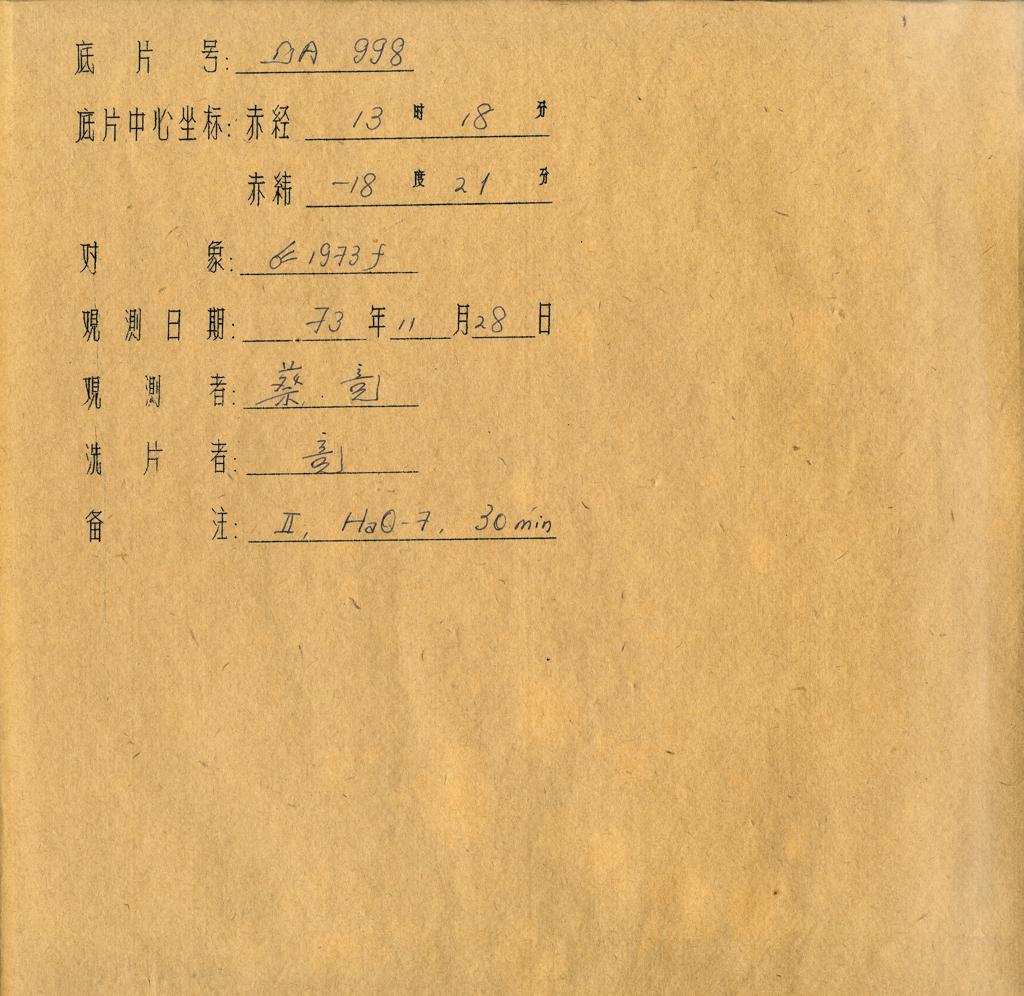 底片号: DA 998
底片中心坐标: 赤经 13 时 18 分
赤纬 -18 度 21 分
对象: 1973 f
观测日期: 73 年 11 月 28 日
观测者: 蔡
洗片者:
备注: II, HaO-7, 30 min